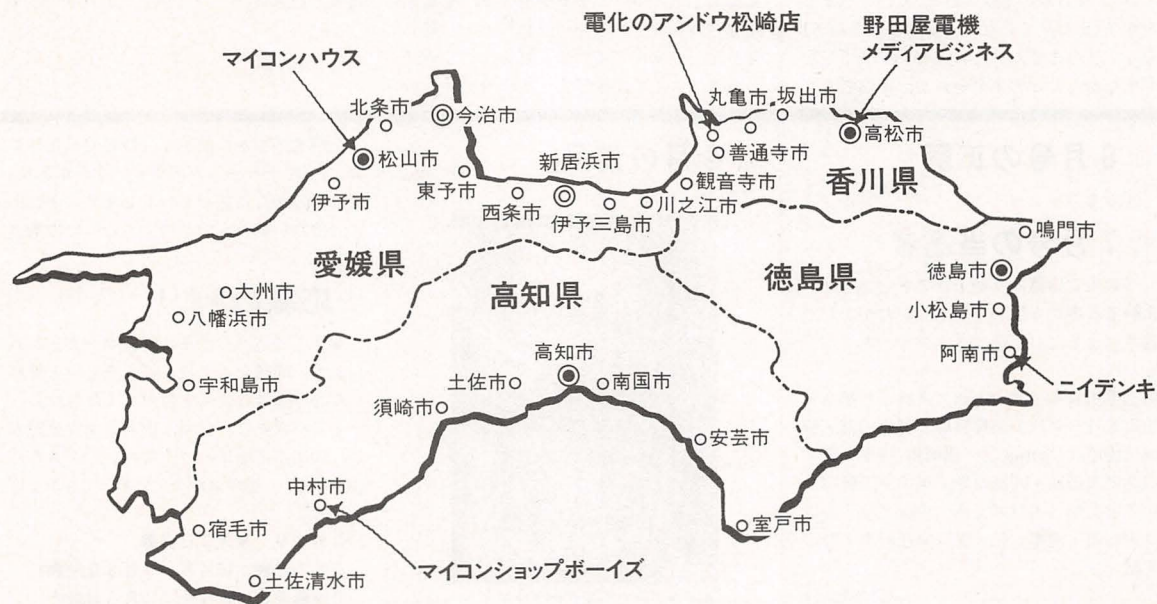 電化のアンドウ松崎店
野田屋電機
メディアビジネス
マイコンハウス
北条市
今治市
松山市
伊予市
東予市
西条市
新居浜市
伊予三島市
川之江市
観音寺市
善通寺市
丸亀市
坂出市
高松市
香川県
鳴門市
愛媛県
高知県
徳島県
徳島市
小松島市
阿南市
ニイデンキ
大州市
八幡浜市
宇和島市
高知市
土佐市
南国市
須崎市
安芸市
中村市
室戸市
宿毛市
マイコンショップボーイズ
土佐清水市